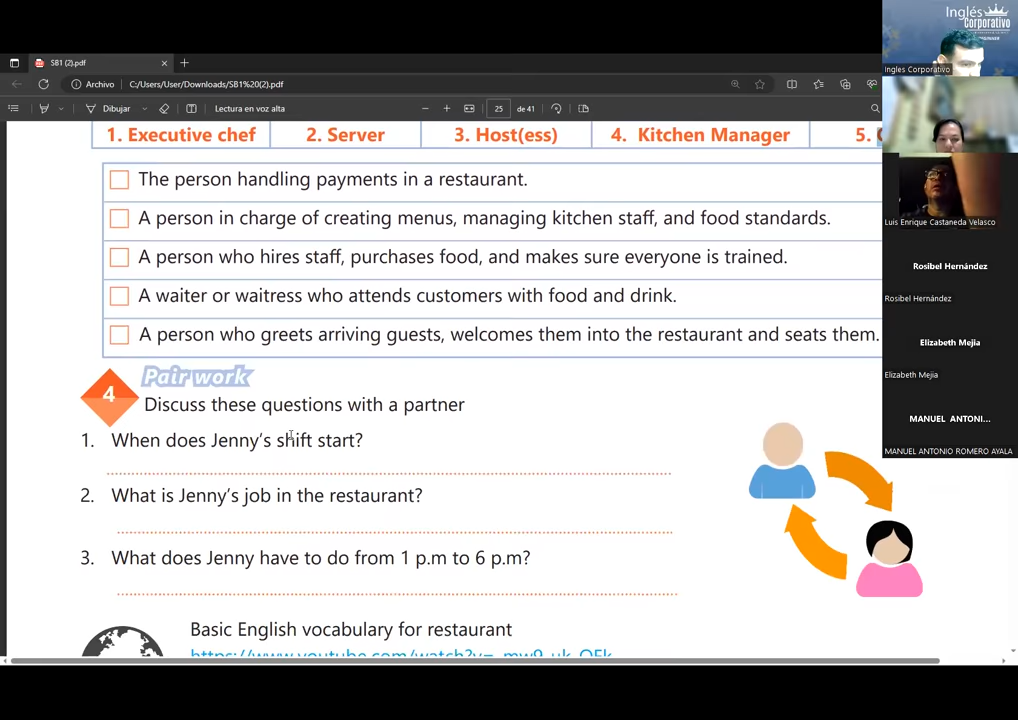 SB1 (2).pdf
Archivo
C:/Users/User/Downloads/SB1%20(2).pdf
Dibujar
Lectura en voz alta
25
de 41
1. Executive chef
2. Server
3. Host(ess)
4. Kitchen Manager
5.
The person handling payments in a restaurant.
A person in charge of creating menus, managing kitchen staff, and food standards.
A person who hires staff, purchases food, and makes sure everyone is trained.
A waiter or waitress who attends customers with food and drink.
A person who greets arriving guests, welcomes them into the restaurant and seats them.
4
Pair work
Discuss these questions with a partner
1. When does Jenny's shift start?
2. What is Jenny's job in the restaurant?
3. What does Jenny have to do from 1 p.m to 6 p.m?
Basic English vocabulary for restaurant
Inglés
Corporativo
Ingles Corporativo
Luis Enrique Castaneda Velasco
Rosibel Hernández
Rosibel Hernández
Elizabeth Mejia
Elizabeth Mejia
MANUEL ANTONI...
MANUEL ANTONIO ROMERO AYALA